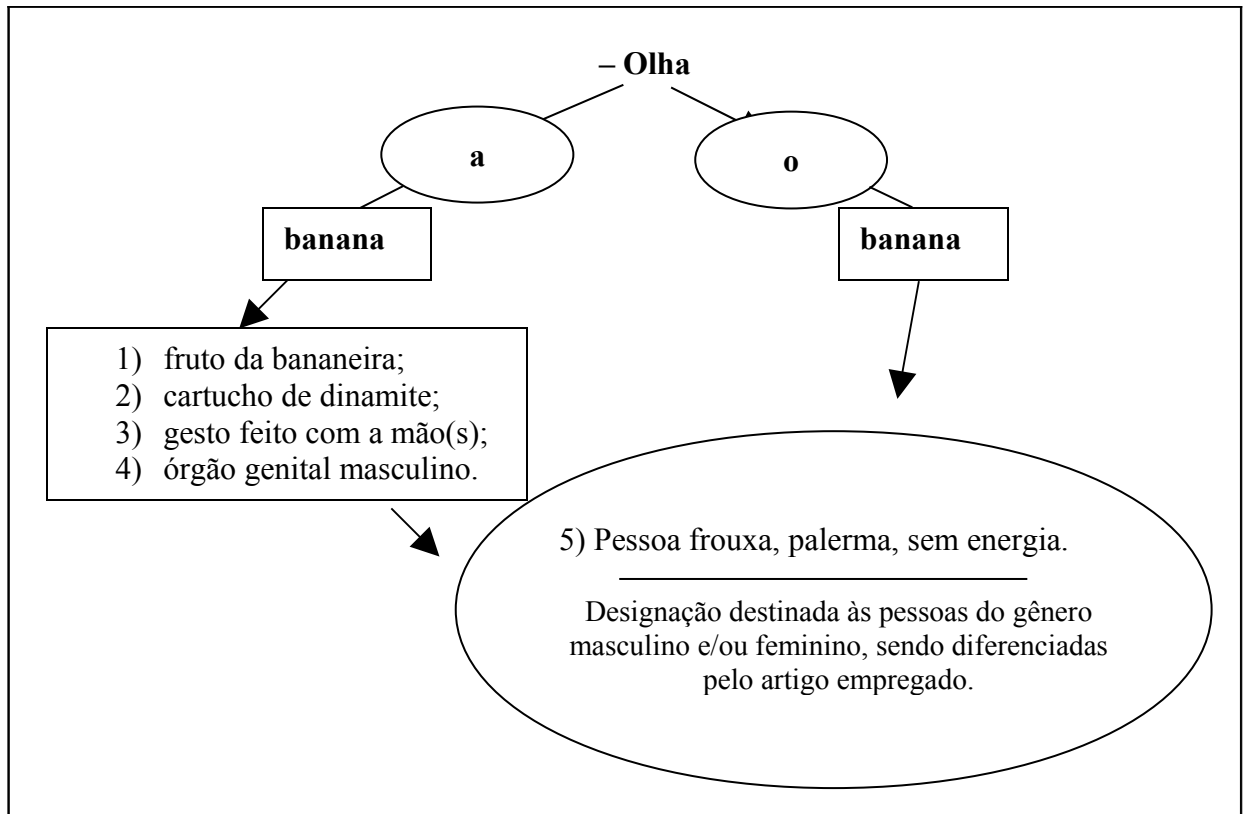 – Olha
a
o
banana
banana
1) fruto da bananeira;
2) cartucho de dinamite;
3) gesto feito com a mão(s);
4) órgão genital masculino.
5) Pessoa frouxa, palerma, sem energia.
Designação destinada às pessoas do gênero
masculino e/ou feminino, sendo diferenciadas
pelo artigo empregado.